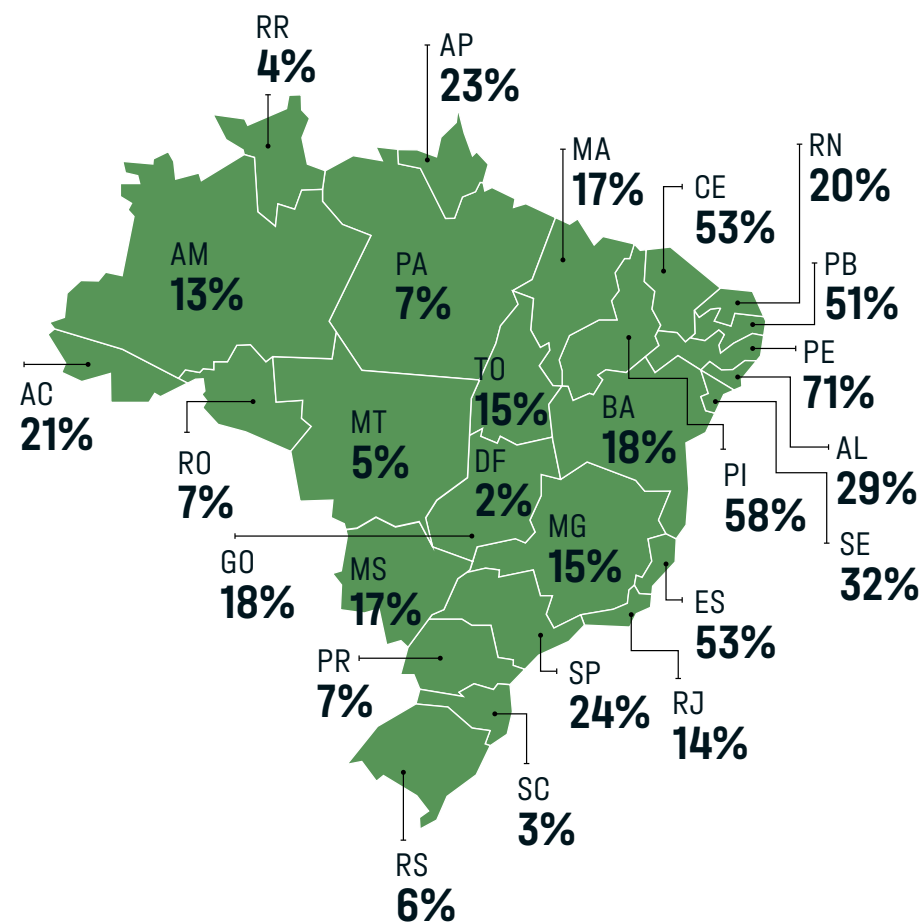 RR
4%
AP
23%
MA
17%
CE
53%
RN
20%
AM
13%
PA
7%
PB
51%
PE
71%
AC
21%
TO
15%
BA
18%
MT
5%
RO
7%
DF
2%
AL
29%
PI
58%
MG
15%
SE
32%
GO
18%
MS
17%
ES
53%
PR
7%
SP
24%
RJ
14%
SC
3%
RS
6%